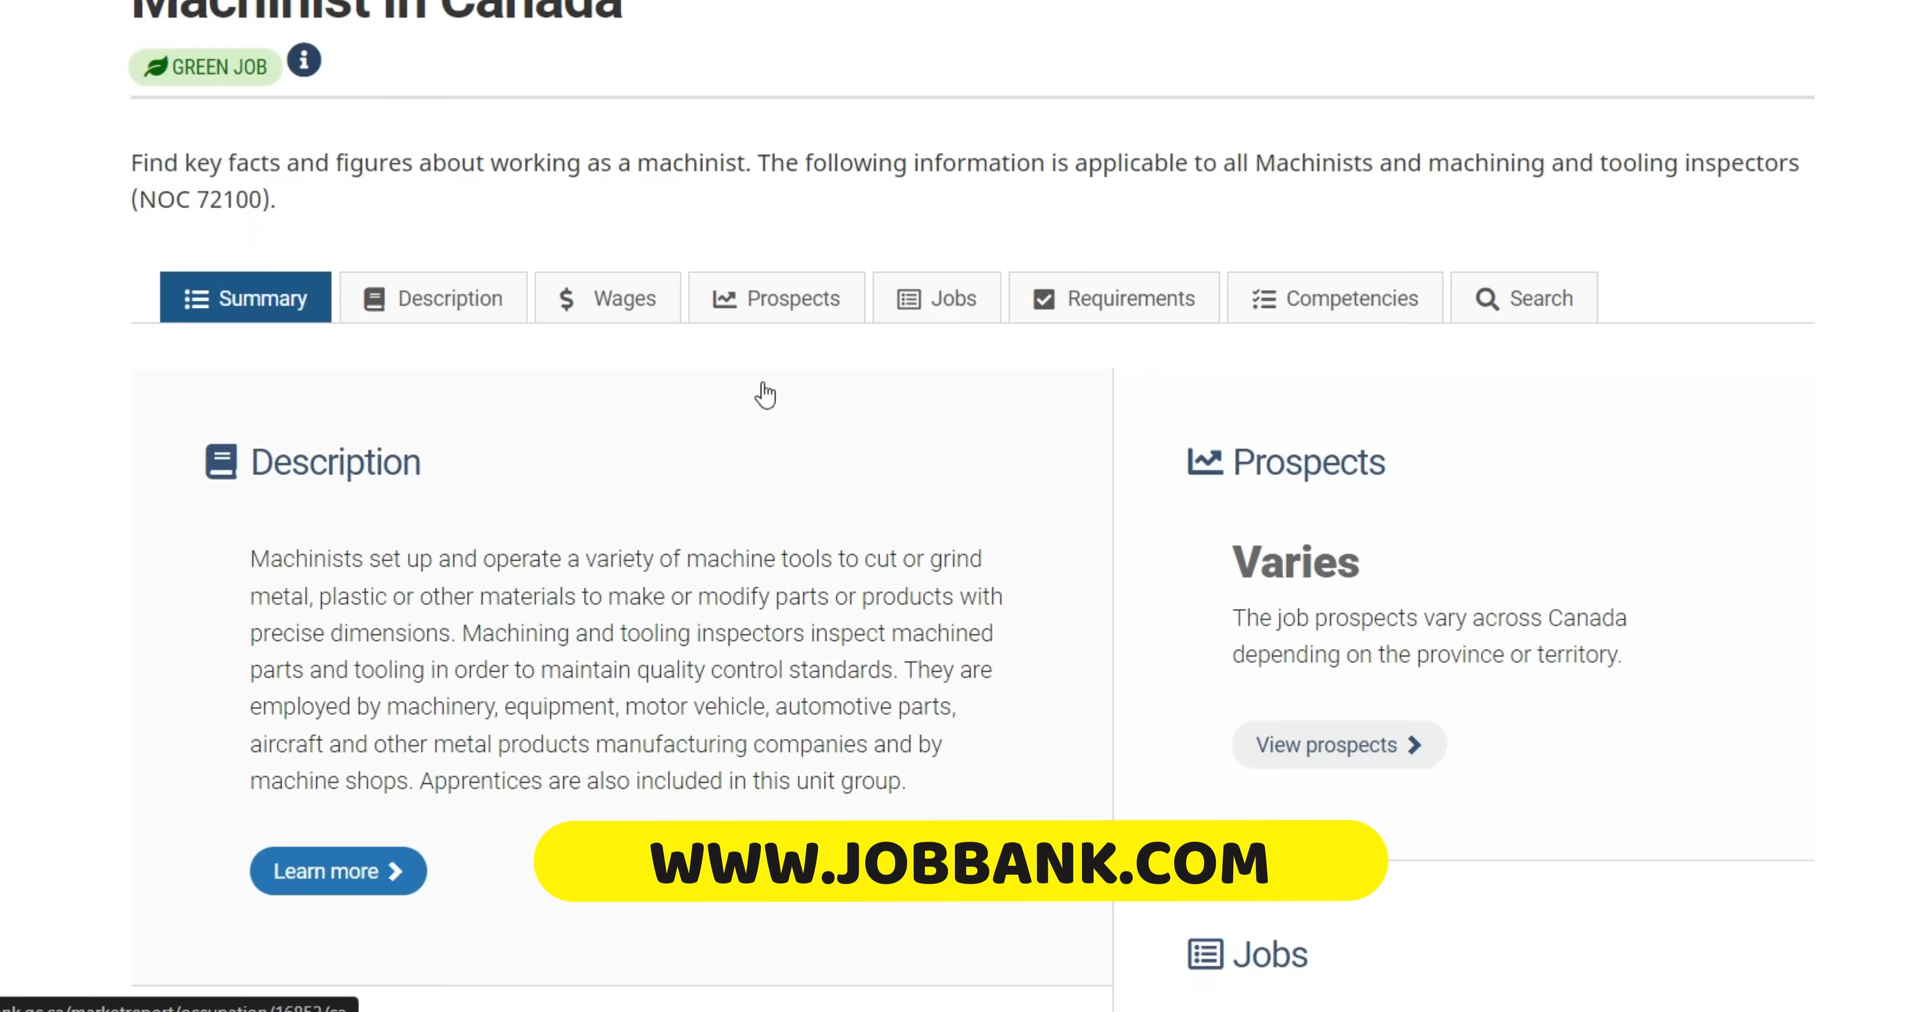 Machinist in Canada
GREEN JOB
Find key facts and figures about working as a machinist. The following information is applicable to all Machinists and machining and tooling inspectors
(NOC 72100).
Summary
Description
Wages
Prospects
Jobs
Requirements
Competencies
Search
Description
Machinists set up and operate a variety of machine tools to cut or grind
metal, plastic or other materials to make or modify parts or products with
precise dimensions. Machining and tooling inspectors inspect machined
parts and tooling in order to maintain quality control standards. They are
employed by machinery, equipment, motor vehicle, automotive parts,
aircraft and other metal products manufacturing companies and by
machine shops. Apprentices are also included in this unit group.
Learn more
Prospects
Varies
The job prospects vary across Canada
depending on the province or territory.
View prospects
WWW.JOBBANK.COM
Jobs